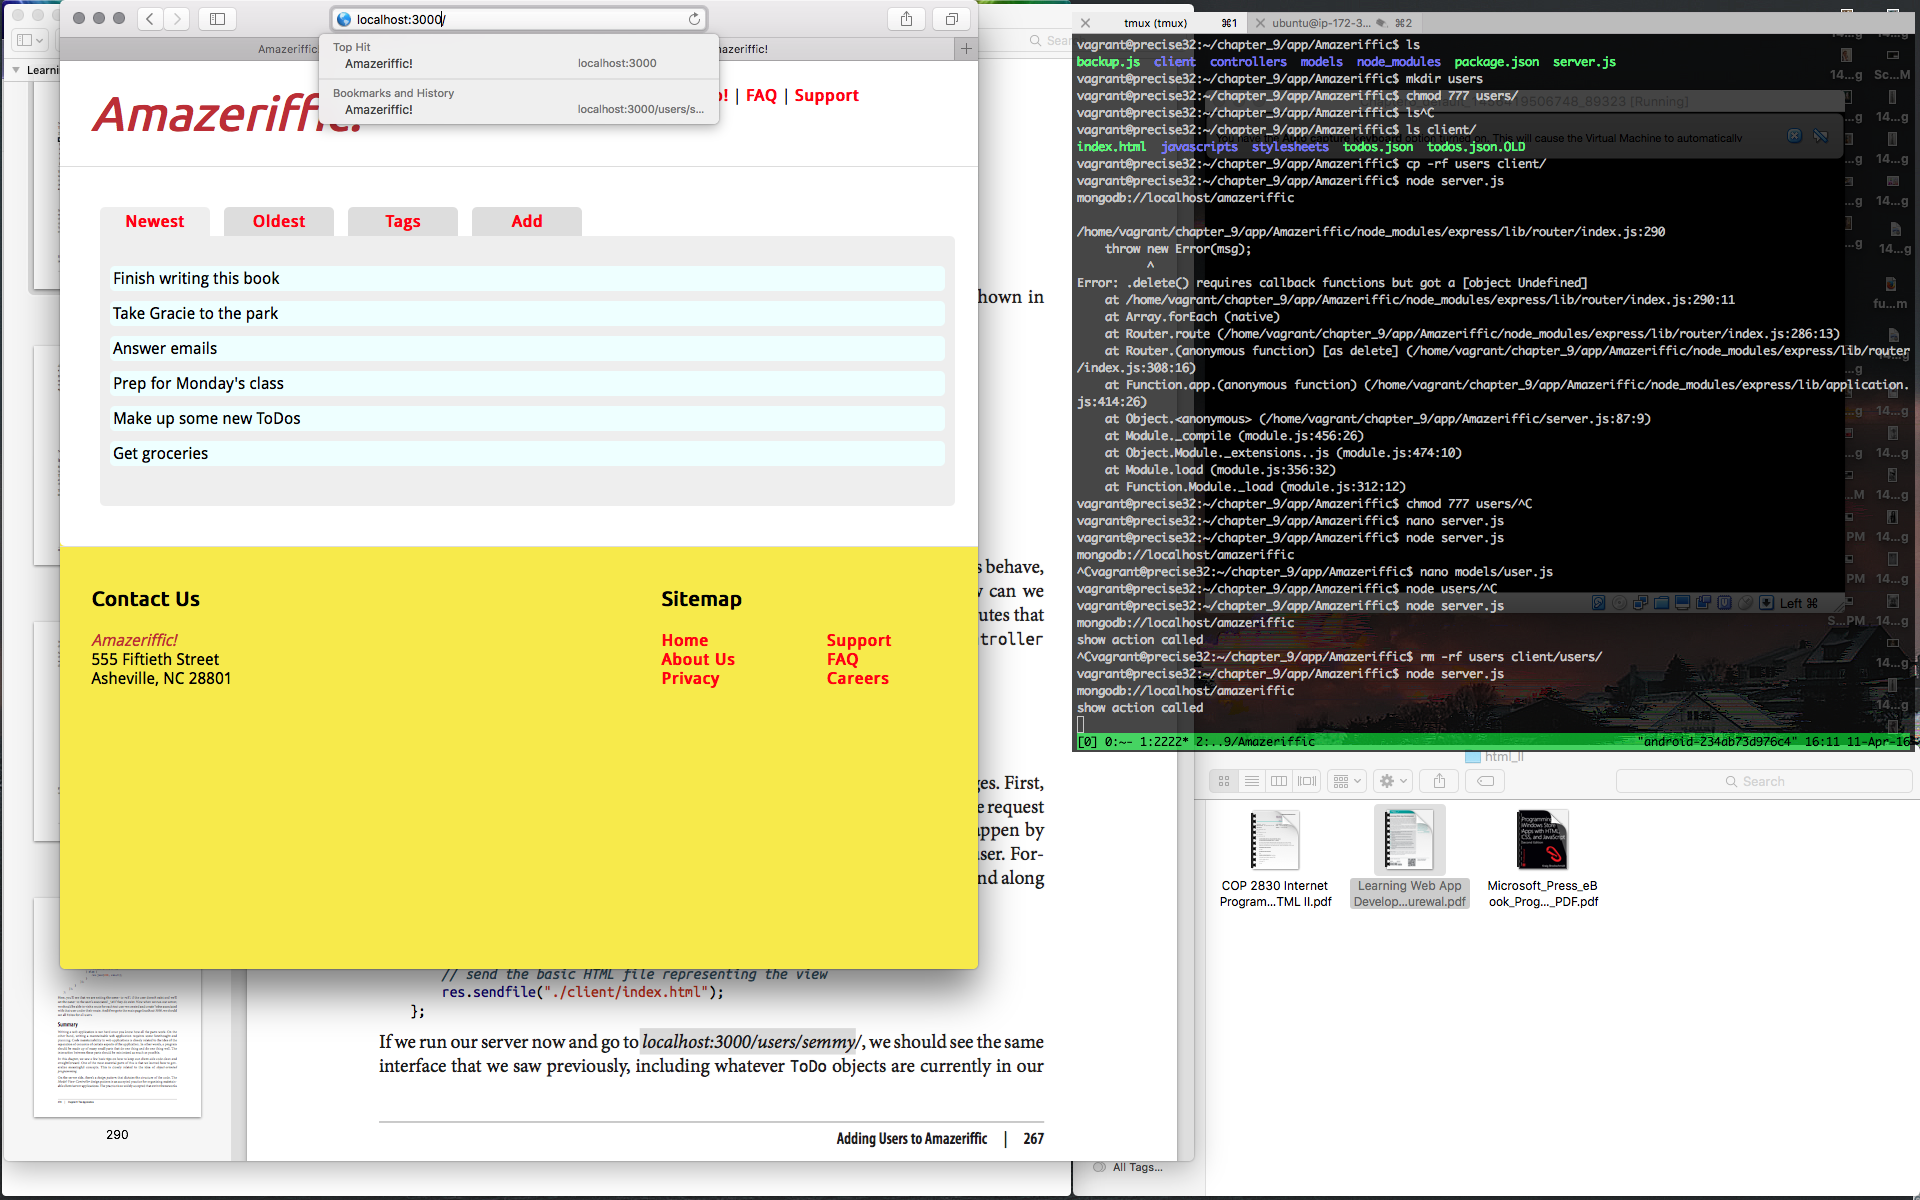 localhost:3000/
Top Hit
Amazeriffic!
localhost:3000
Bookmarks and History
Amazeriffic!
localhost:3000/users/s...
Amazeriffic!
| FAQ | Support
Newest
Oldest
Tags
Add
Finish writing this book
Take Gracie to the park
Answer emails
Prep for Monday's class
Make up some new ToDos
Get groceries
Contact Us
Amazeriffic!
555 Fiftieth Street
Asheville, NC 28801
Sitemap
Home
About Us
Privacy
Support
FAQ
Careers
hown in
s behave,
can we
utes that
troller
es. First,
e request
appen by
ser. For-
nd along
// send the basic HTML file representing the view
res.sendfile("./client/index.html");
};
If we run our server now and go to localhost:3000/users/semmy/, we should see the same
interface that we saw previously, including whatever ToDo objects are currently in our
Adding Users to Amazeriffic | 267
Summary
290
tmux (tmux) ⌘1
ubuntu@ip-172-3... ⌘2
vagrant@precise32:~/chapter_9/app/Amazeriffic$ ls
backup.js client controllers models node_modules package.json server.js
vagrant@precise32:~/chapter_9/app/Amazeriffic$ mkdir users
vagrant@precise32:~/chapter_9/app/Amazeriffic$ chmod 777 users/
vagrant@precise32:~/chapter_9/app/Amazeriffic$ ls^C
vagrant@precise32:~/chapter_9/app/Amazeriffic$ ls client/
index.html javascripts stylesheets todos.json todos.json.OLD
vagrant@precise32:~/chapter_9/app/Amazeriffic$ cp -rf users client/
vagrant@precise32:~/chapter_9/app/Amazeriffic$ node server.js
mongodb://localhost/amazeriffic
/home/vagrant/chapter_9/app/Amazeriffic/node_modules/express/lib/router/index.js:290
throw new Error(msg);
^
Error: .delete() requires callback functions but got a [object Undefined]
at /home/vagrant/chapter_9/app/Amazeriffic/node_modules/express/lib/router/index.js:290:11
at Array.forEach (native)
at Router.route (/home/vagrant/chapter_9/app/Amazeriffic/node_modules/express/lib/router/index.js:286:13)
at Router.(anonymous function) [as delete] (/home/vagrant/chapter_9/app/Amazeriffic/node_modules/express/lib/router
/index.js:308:16)
at Function.app.(anonymous function) (/home/vagrant/chapter_9/app/Amazeriffic/node_modules/express/lib/application.
js:414:26)
at Object.<anonymous> (/home/vagrant/chapter_9/app/Amazeriffic/server.js:87:9)
at Module._compile (module.js:456:26)
at Object.Module._extensions..js (module.js:474:10)
at Module.load (module.js:356:32)
at Function.Module._load (module.js:312:12)
vagrant@precise32:~/chapter_9/app/Amazeriffic$ chmod 777 users/^C
vagrant@precise32:~/chapter_9/app/Amazeriffic$ nano server.js
vagrant@precise32:~/chapter_9/app/Amazeriffic$ node server.js
mongodb://localhost/amazeriffic
^Cvagrant@precise32:~/chapter_9/app/Amazeriffic$ nano models/user.js
vagrant@precise32:~/chapter_9/app/Amazeriffic$ node users/^C
vagrant@precise32:~/chapter_9/app/Amazeriffic$ node server.js
mongodb://localhost/amazeriffic
show action called
^Cvagrant@precise32:~/chapter_9/app/Amazeriffic$ rm -rf users client/users/
vagrant@precise32:~/chapter_9/app/Amazeriffic$ node server.js
mongodb://localhost/amazeriffic
show action called
[0] 0:~- 1:2222* 2:..9/Amazeriffic
"android-234ab73d976c4" 16:11 11-Apr-16
Left ⌘
html_II
Search
COP 2830 Internet
Program...TML II.pdf
Learning Web App
Develop...urewal.pdf
Microsoft_Press_eB
ook_Prog..._PDF.pdf
All Tags...